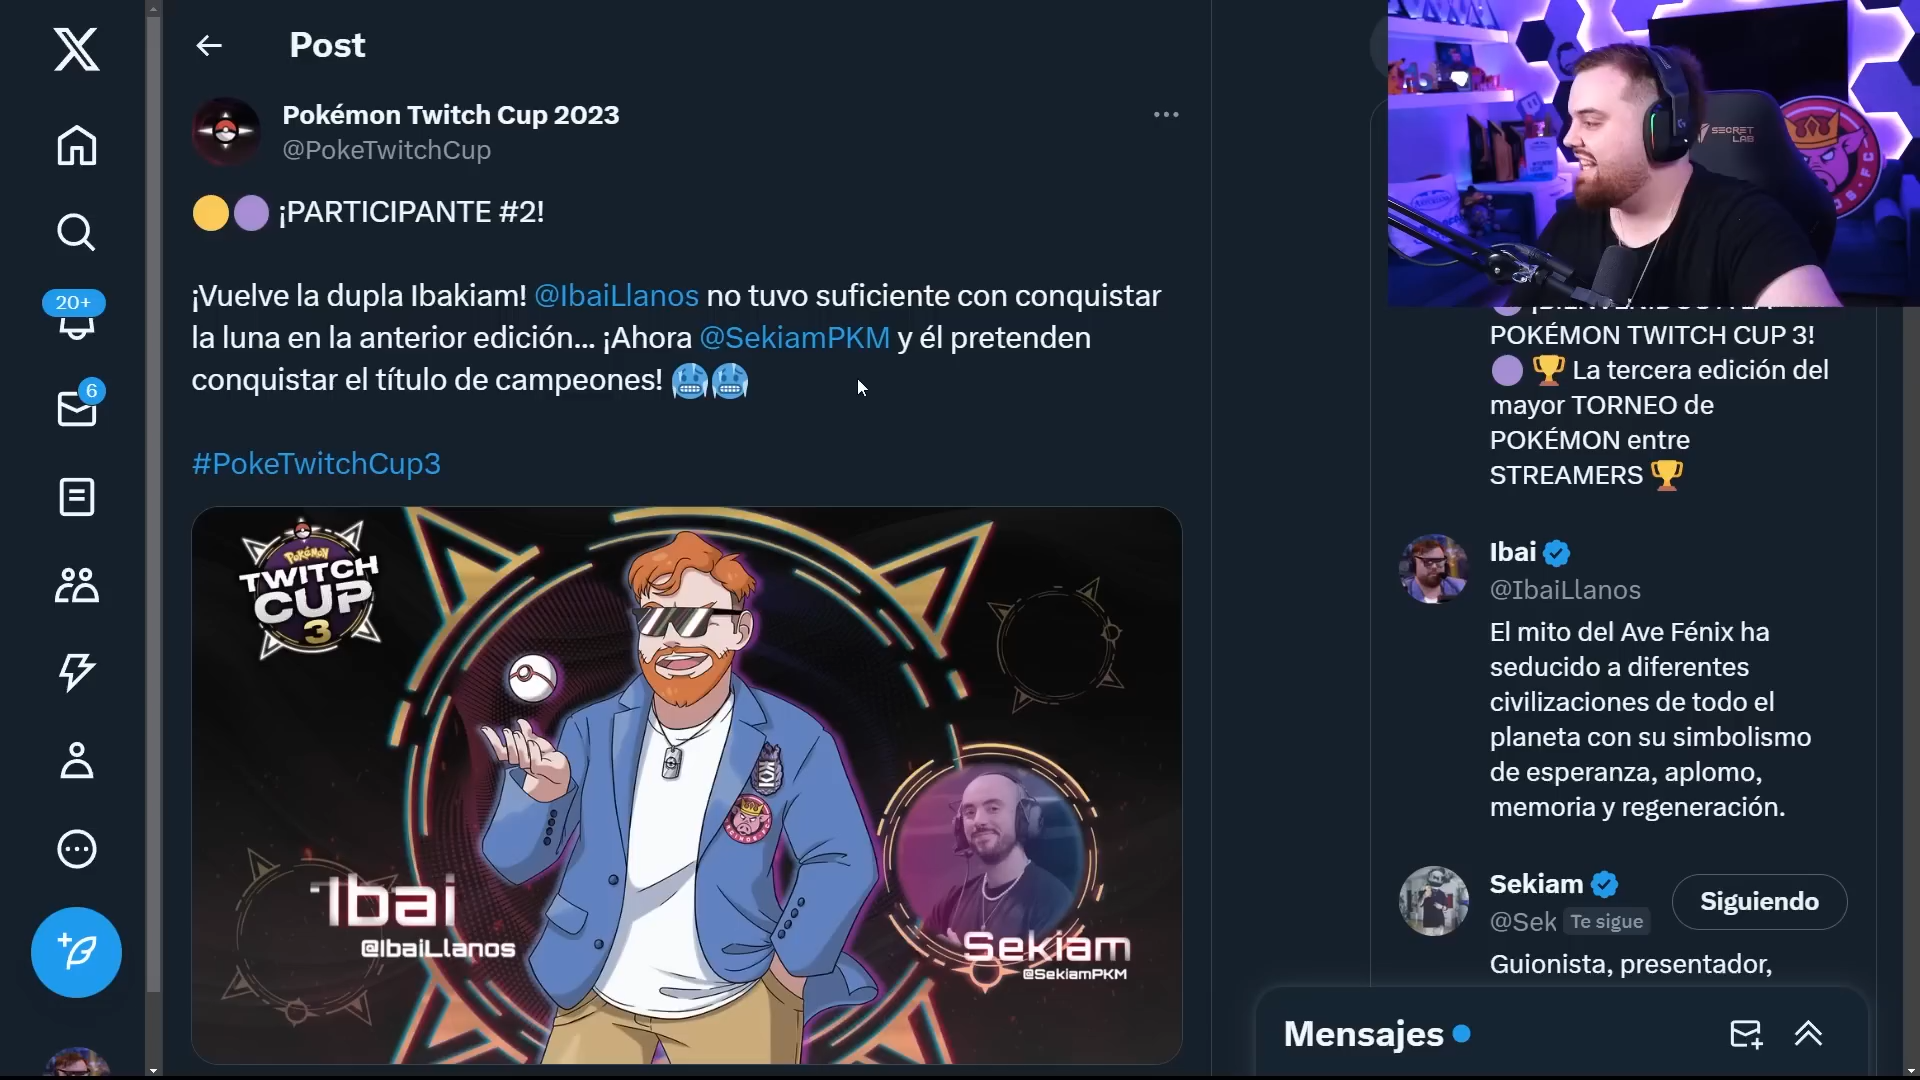 Post
Pokémon Twitch Cup 2023
@PokeTwitchCup
¡PARTICIPANTE #2!
¡Vuelve la dupla Ibakiam! @IbaiLlanos no tuvo suficiente con conquistar
la luna en la anterior edición... ¡Ahora @SekiamPKM y él pretenden
conquistar el título de campeones!
#PokeTwitchCup3
20+
6
Pokémon
TWITCH
CUP
3
Ibai
@IbaiLlanos
Sekiam
@SekiamPKM
SECRET
LAB
POKÉMON TWITCH CUP 3!
La tercera edición del
mayor TORNEO de
POKÉMON entre
STREAMERS
Ibai
@IbaiLlanos
El mito del Ave Fénix ha
seducido a diferentes
civilizaciones de todo el
planeta con su simbolismo
de esperanza, aplomo,
memoria y regeneración.
Sekiam
@Sek Te sigue
Siguiendo
Guionista, presentador,
Mensajes